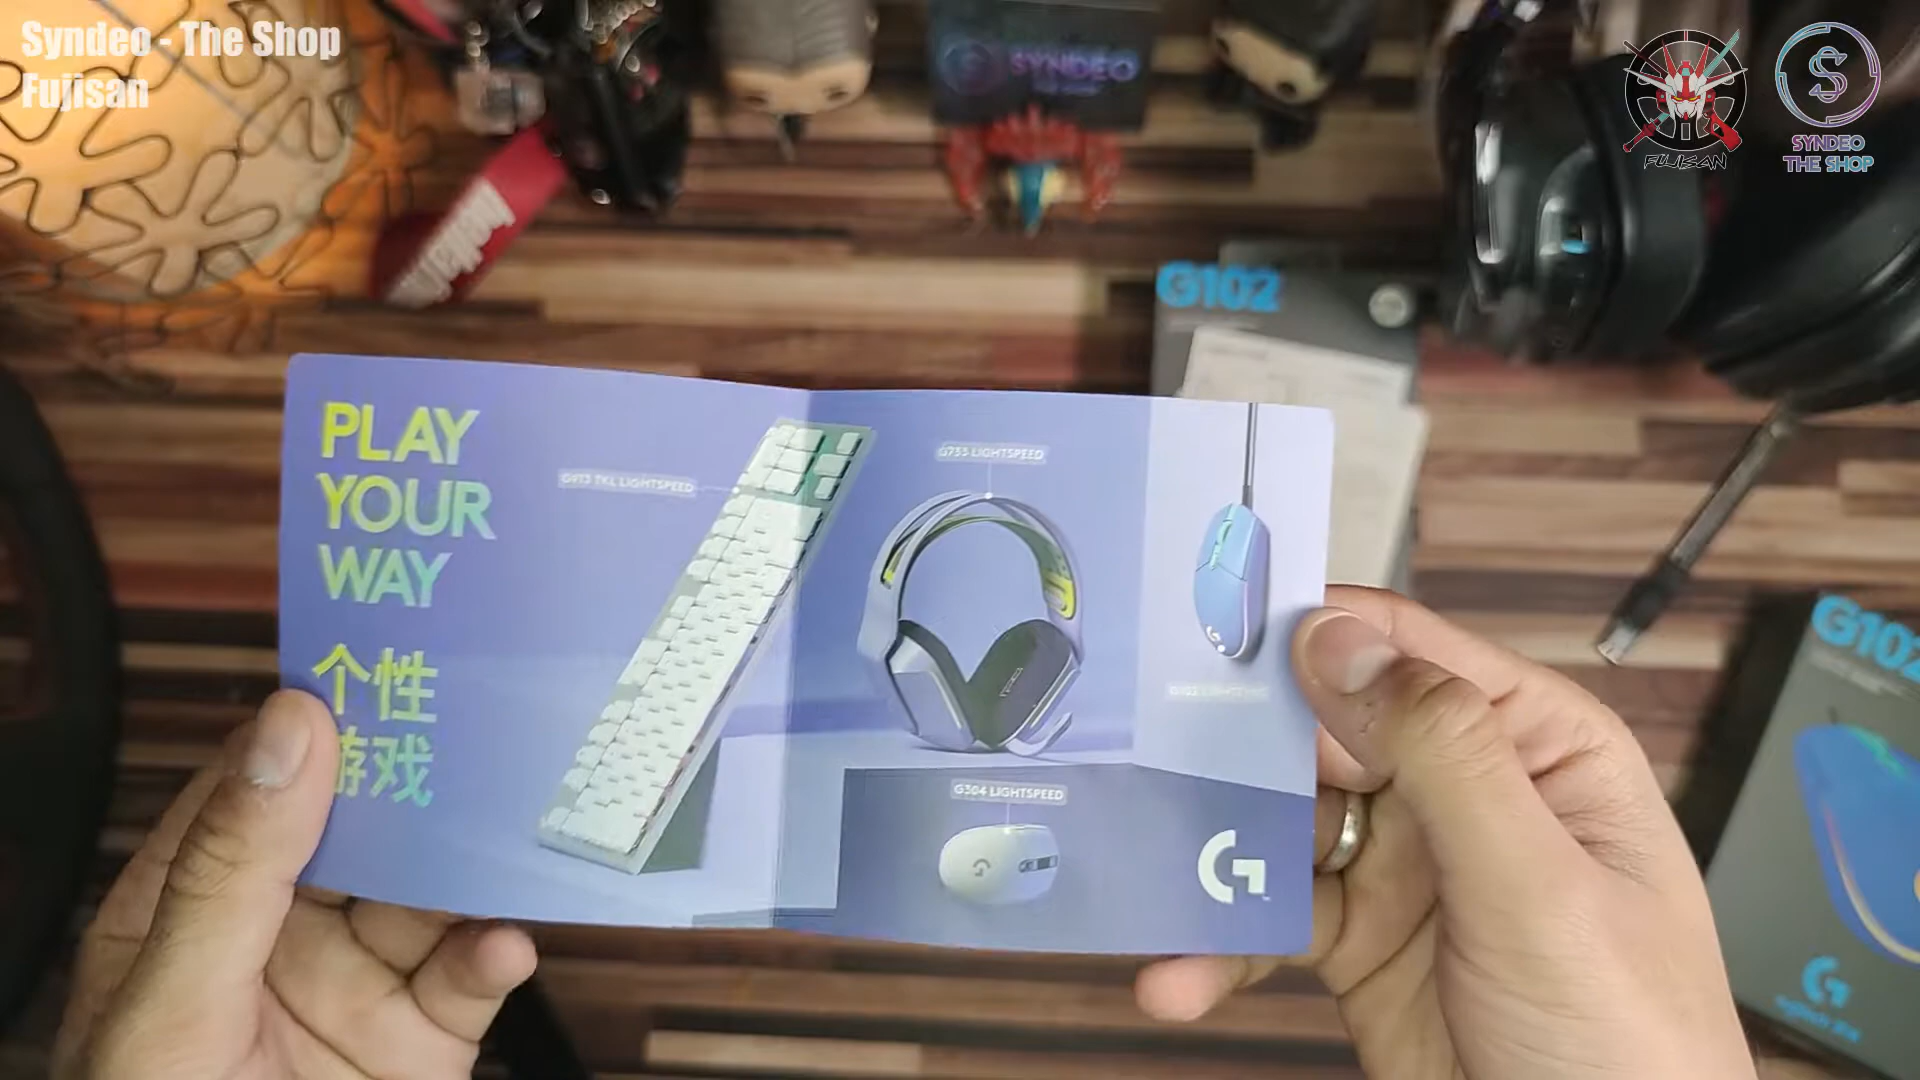 Syndeo - The Shop
Fujisan
FUJISAN
SYNDEO
THE SHOP
SYNDEO
G102
PLAY
YOUR
WAY
个性
游戏
G913 TKL LIGHTSPEED
G733 LIGHTSPEED
G304 LIGHTSPEED
G102